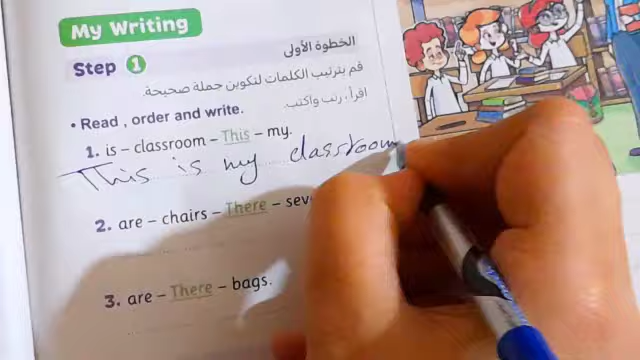 My Writing
Step 1
الخطوة الأولى
قم بترتيب الكلمات لتكوين جملة صحيحة.
اقرأ، رتب واكتب.
• Read , order and write.
1. is – classroom – This – my.
This is my classroom
2. are – chairs – There –
3. are – There – bags.